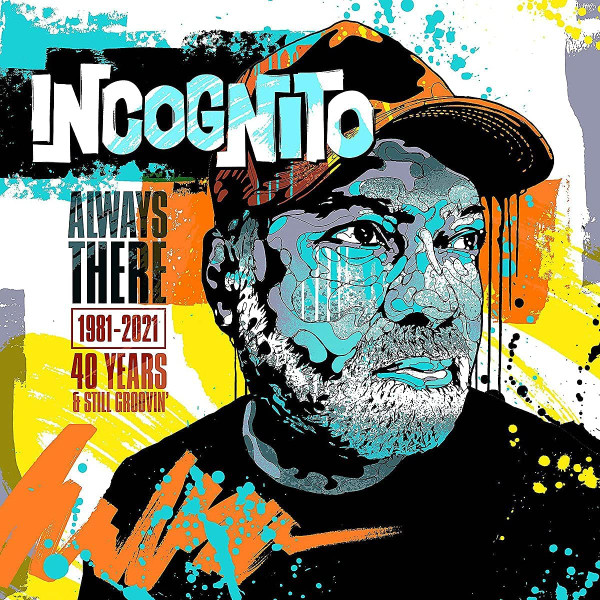 INCOGNITO
ALWAYS
THERE
1981-2021
40 YEARS
& STILL GROOVIN'